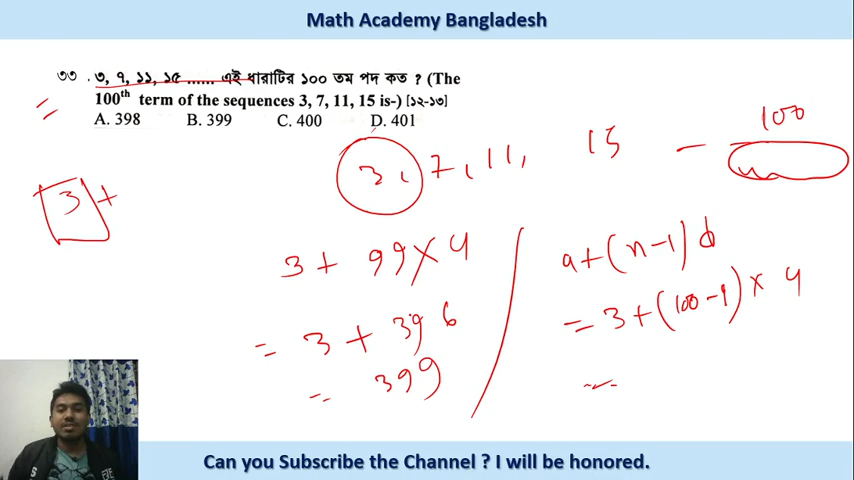 Math Academy Bangladesh
৩৩. ৩, ৭, ১১, ১৫ ...... এই ধারাটির ১০০ তম পদ কত ? (The
100th term of the sequences 3, 7, 11, 15 is-) [১২-১৩]
A. 398 B. 399 C. 400 D. 401
=
3, 7, 11, 15 — 100
3 +
3 + 99 × 4
= 3 + 396
= 399
a + (n-1) d
= 3 + (100-1) × 4
Can you Subscribe the Channel ? I will be honored.